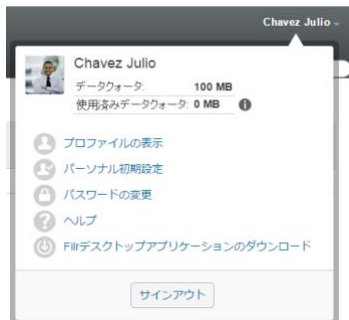 Chavez Julio
Chavez Julio
データクォータ: 100 MB
使用済みデータクォータ: 0 MB
プロファイルの表示
パーソナル初期設定
パスワードの変更
ヘルプ
Filrデスクトップアプリケーションのダウンロード
サインアウト